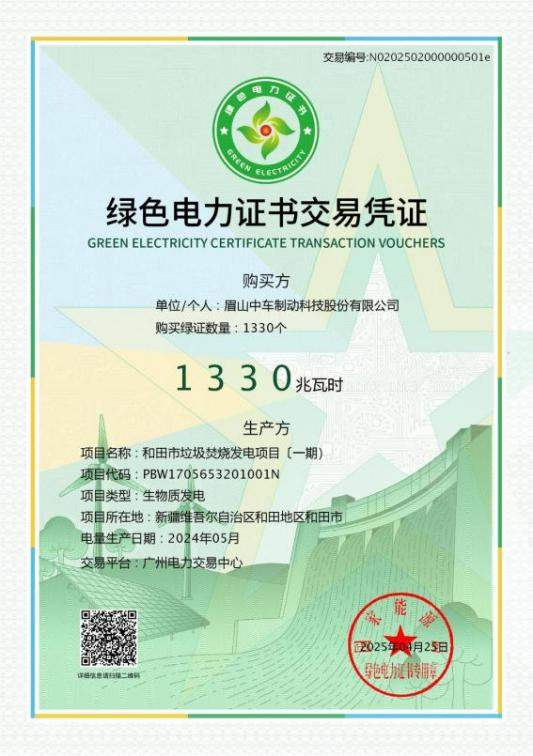 交易编号:N0202502000000501e
绿色电力证书
GREEN ELECTRICITY
绿色电力证书交易凭证
GREEN ELECTRICITY CERTIFICATE TRANSACTION VOUCHERS
购买方
单位/个人：眉山中车制动科技股份有限公司
购买绿证数量：1330个
1330兆瓦时
生产方
项目名称：和田市垃圾焚烧发电项目〔一期）
项目代码：PBW1705653201001N
项目类型：生物质发电
项目所在地：新疆维吾尔自治区和田地区和田市
电量生产日期：2024年05月
交易平台：广州电力交易中心
国家能源局
2025年04月23日
绿色电力证书专用章
详细信息请扫描二维码